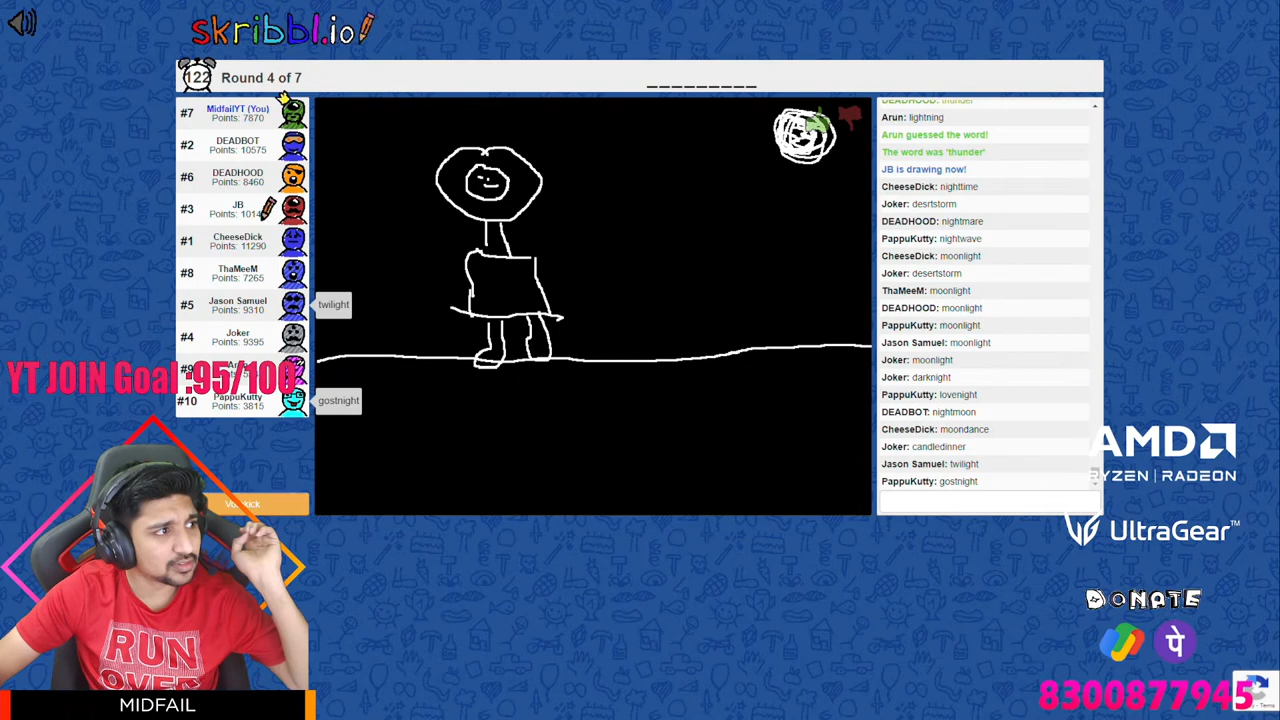 skribbl.io
122
Round 4 of 7
_________
#7
MidfailYT (You)
Points: 7870
#2
DEADBOT
Points: 10575
#6
DEADHOOD
Points: 8460
#3
JB
#1
CheeseDick
Points: 11290
#8
ThaMeeM
Points: 7265
#5
Jason Samuel
Points: 9310
twilight
#4
Joker
Points: 9395
YT JOIN Goal :95/100
#10
PappuKutty
Points: 3815
gostnight
DEADHOOD: thunder
Arun: lightning
Arun guessed the word!
The word was 'thunder'
JB is drawing now!
CheeseDick: nighttime
Joker: desrtstorm
DEADHOOD: nightmare
PappuKutty: nightwave
CheeseDick: moonlight
Joker: desertstorm
ThaMeeM: moonlight
DEADHOOD: moonlight
PappuKutty: moonlight
Jason Samuel: moonlight
Joker: moonlight
Joker: darknight
PappuKutty: lovenight
DEADBOT: nightmoon
CheeseDick: moondance
Joker: candledinner
Jason Samuel: twilight
PappuKutty: gostnight
AMD
RYZEN | RADEON
UltraGear™
DONATE
पे
8300877945
RUN
OVER
MIDFAIL